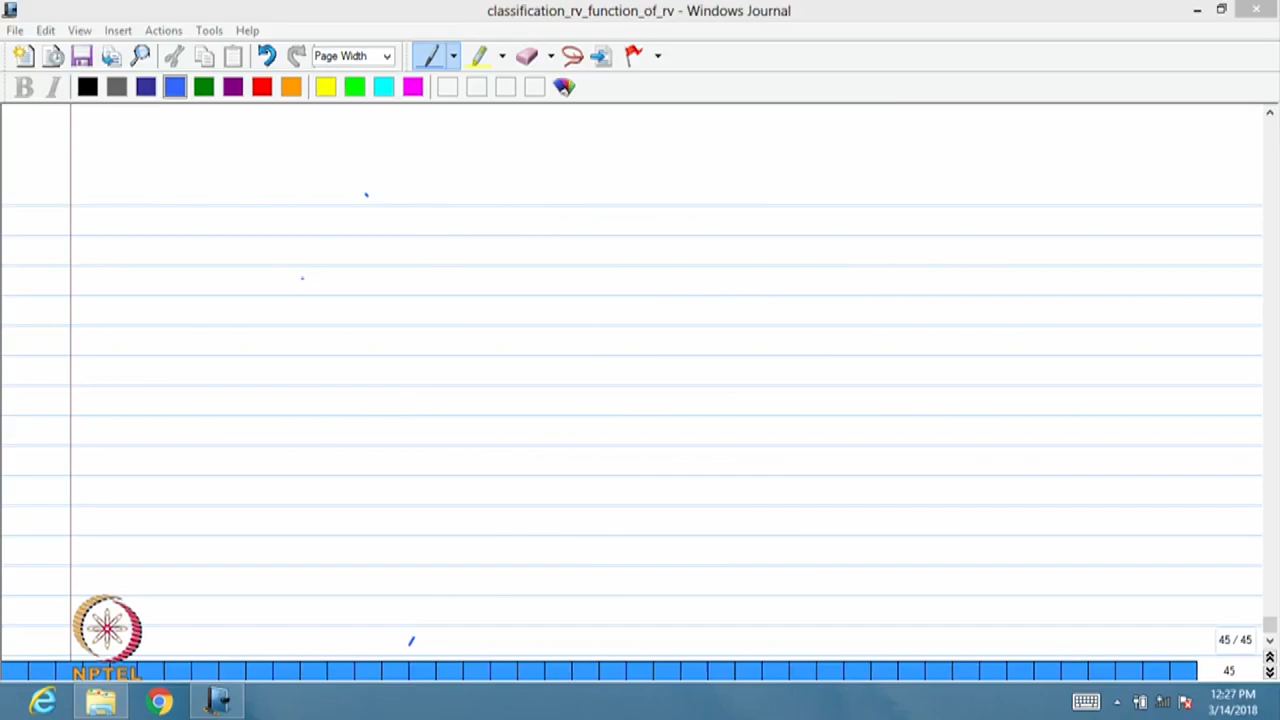 classification_rv_function_of_rv - Windows Journal
File Edit View Insert Actions Tools Help
Page Width
B I
45 / 45
NPTEL
45
12:27 PM
3/14/2018